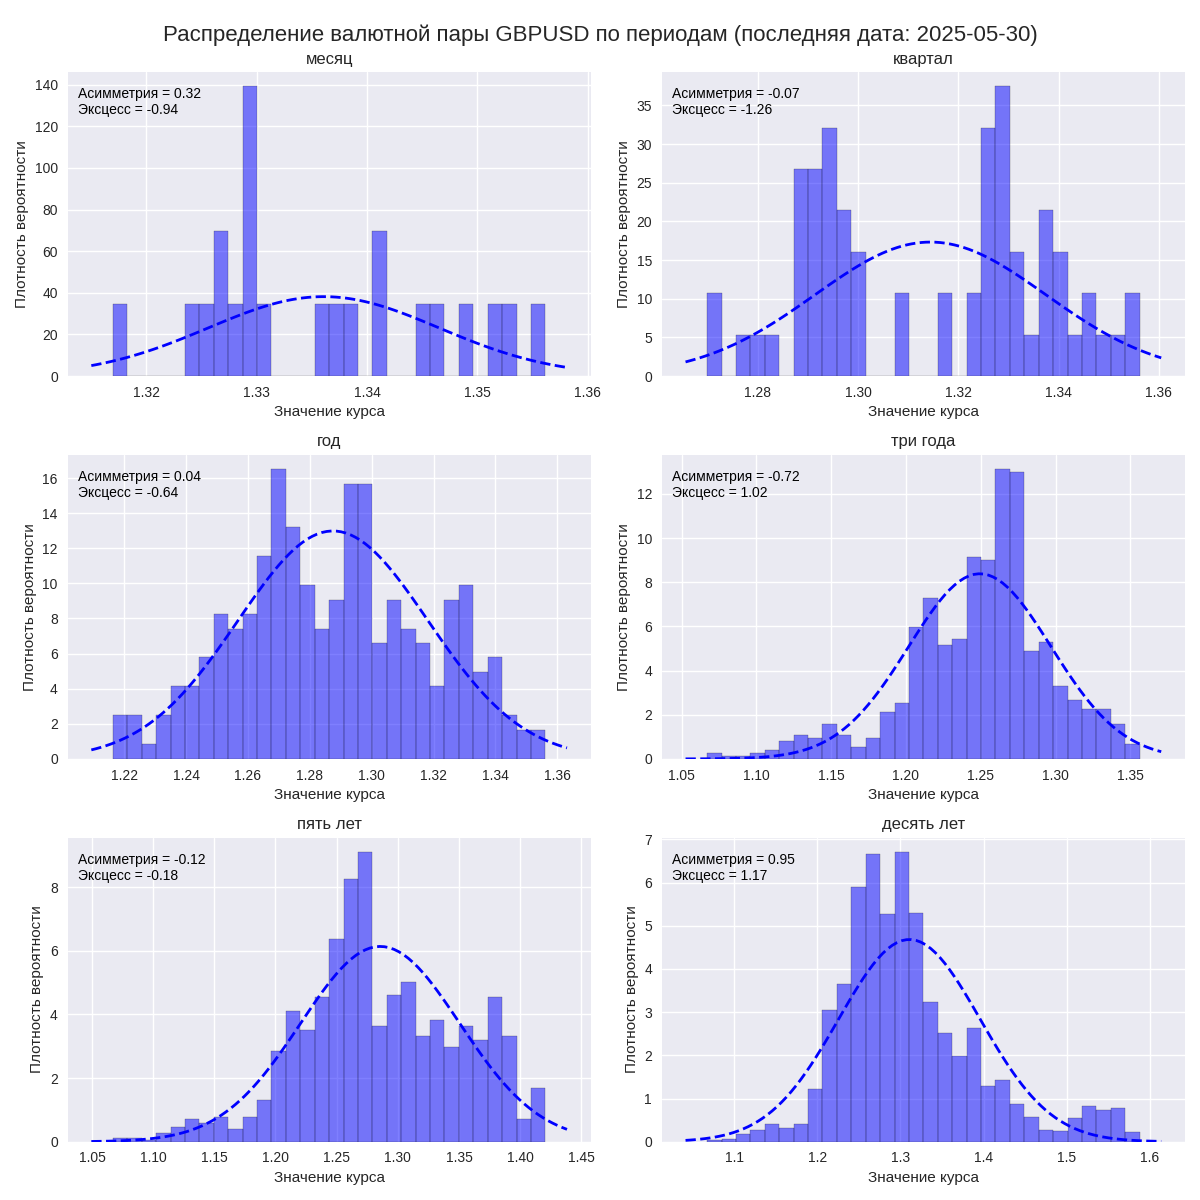 Распределение валютной пары GBPUSD по периодам (последняя дата: 2025-05-30)
месяц
Асимметрия = 0.32
Эксцесс = -0.94
Плотность вероятности
140
120
100
80
60
40
20
0
1.32 1.33 1.34 1.35 1.36
Значение курса
квартал
Асимметрия = -0.07
Эксцесс = -1.26
Плотность вероятности
35
30
25
20
15
10
5
0
1.28 1.30 1.32 1.34 1.36
Значение курса
год
Асимметрия = 0.04
Эксцесс = -0.64
Плотность вероятности
16
14
12
10
8
6
4
2
0
1.22 1.24 1.26 1.28 1.30 1.32 1.34 1.36
Значение курса
три года
Асимметрия = -0.72
Эксцесс = 1.02
Плотность вероятности
12
10
8
6
4
2
0
1.05 1.10 1.15 1.20 1.25 1.30 1.35
Значение курса
пять лет
Асимметрия = -0.12
Эксцесс = -0.18
Плотность вероятности
8
6
4
2
0
1.05 1.10 1.15 1.20 1.25 1.30 1.35 1.40 1.45
Значение курса
десять лет
Асимметрия = 0.95
Эксцесс = 1.17
Плотность вероятности
7
6
5
4
3
2
1
0
1.1 1.2 1.3 1.4 1.5 1.6
Значение курса